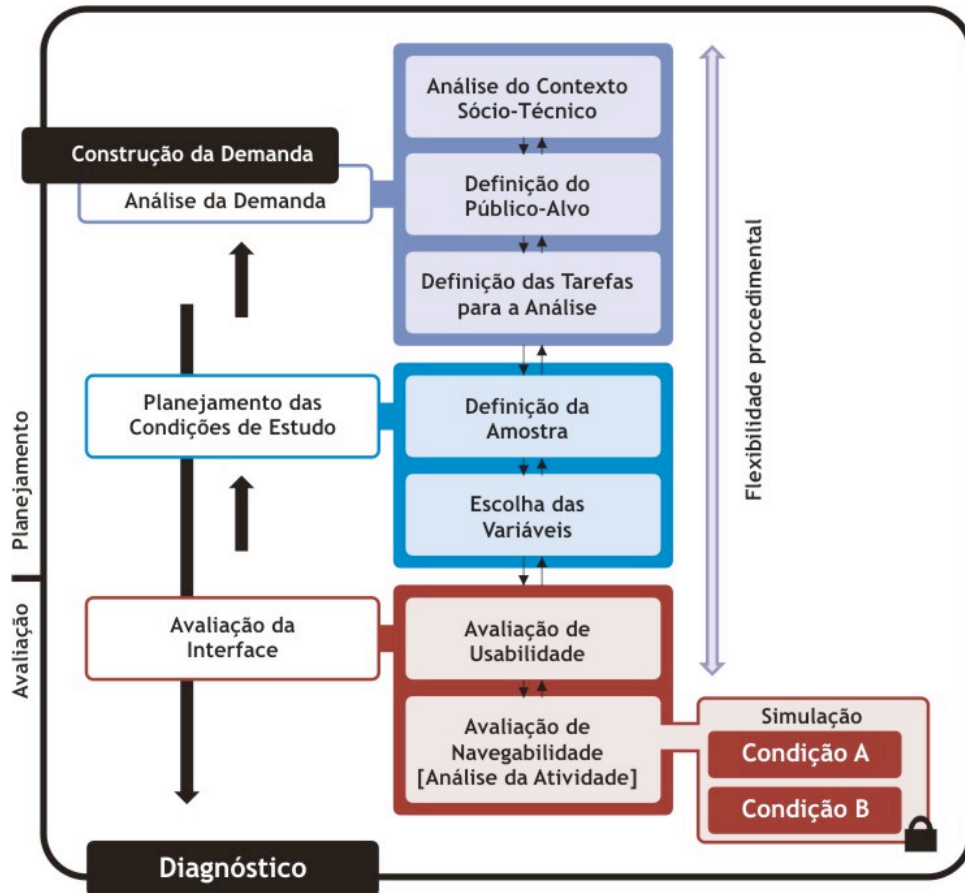 Construção da Demanda
Análise da Demanda
Análise do Contexto
Sócio-Técnico
Definição do
Público-Alvo
Definição das Tarefas
para a Análise
Planejamento das
Condições de Estudo
Definição da
Amostra
Escolha das
Variáveis
Avaliação da
Interface
Avaliação de
Usabilidade
Avaliação de
Navegabilidade
[Análise da Atividade]
Simulação
Condição A
Condição B
Flexibilidade procedimental
Planejamento
Avaliação
Diagnóstico